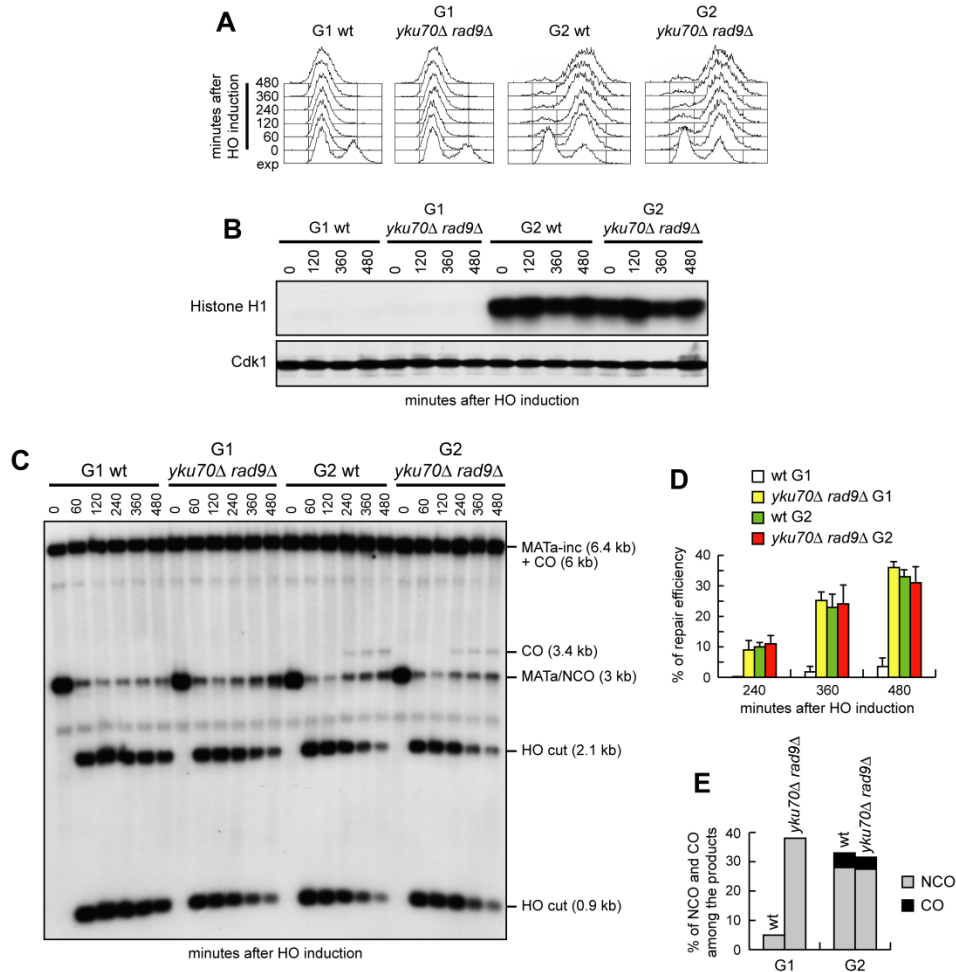 A
G1 wt
G1
yku70Δ rad9Δ
G2 wt
G2
yku70Δ rad9Δ
minutes after
HO induction
480
360
240
120
60
0
exp
B
G1 wt
G1
yku70Δ rad9Δ
G2 wt
G2
yku70Δ rad9Δ
0 120 360 480 0 120 360 480 0 120 360 480 0 120 360 480
Histone H1
Cdk1
minutes after HO induction
C
G1 wt
G1
yku70Δ rad9Δ
G2 wt
G2
yku70Δ rad9Δ
0 60 120 240 360 480 0 60 120 240 360 480 0 60 120 240 360 480 0 60 120 240 360 480
MATa-inc (6.4 kb)
+ CO (6 kb)
CO (3.4 kb)
MATa/NCO (3 kb)
HO cut (2.1 kb)
HO cut (0.9 kb)
minutes after HO induction
D
wt G1
yku70Δ rad9Δ G1
wt G2
yku70Δ rad9Δ G2
% of repair efficiency
40
30
20
10
0
240 360 480
minutes after HO induction
E
% of NCO and CO
among the products
40
30
20
10
0
wt
yku70Δ rad9Δ
wt
yku70Δ rad9Δ
G1 G2
NCO
CO